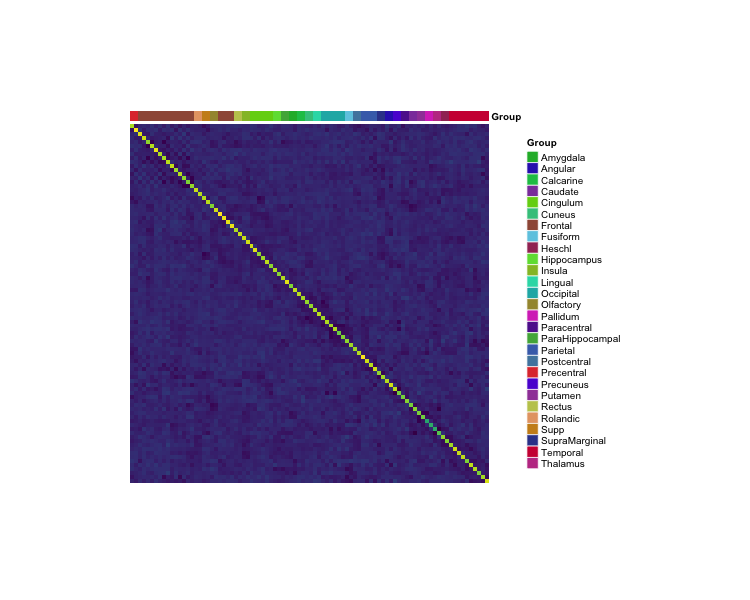 Group
Group
Amygdala
Angular
Calcarine
Caudate
Cingulum
Cuneus
Frontal
Fusiform
Heschl
Hippocampus
Insula
Lingual
Occipital
Olfactory
Pallidum
Paracentral
ParaHippocampal
Parietal
Postcentral
Precentral
Precuneus
Putamen
Rectus
Rolandic
Supp
SupraMarginal
Temporal
Thalamus